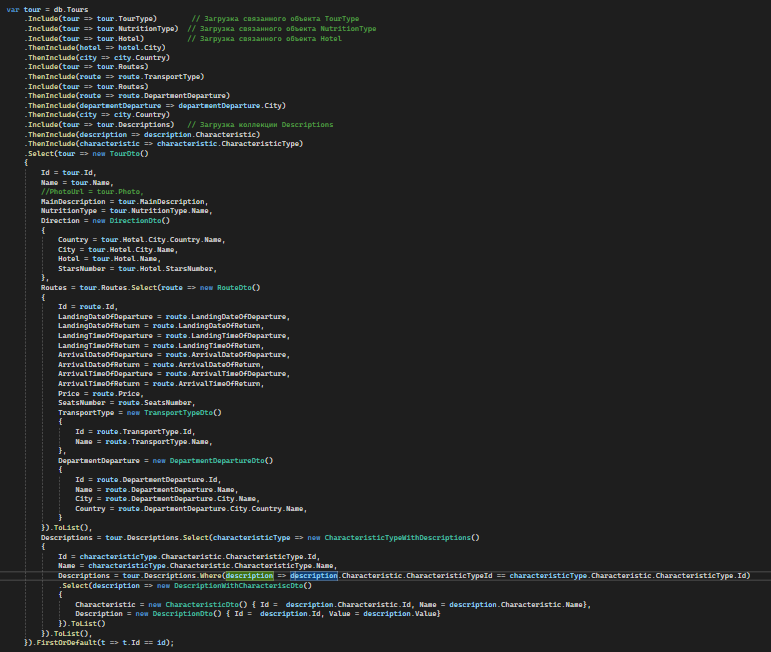 var tour = db.Tours
.Include(tour => tour.TourType) // Загрузка связанного объекта TourType
.Include(tour => tour.NutritionType) // Загрузка связанного объекта NutritionType
.Include(tour => tour.Hotel) // Загрузка связанного объекта Hotel
.ThenInclude(hotel => hotel.City)
.ThenInclude(city => city.Country)
.Include(tour => tour.Routes)
.ThenInclude(route => route.TransportType)
.Include(tour => tour.Routes)
.ThenInclude(route => route.DepartmentDeparture)
.ThenInclude(departmentDeparture => departmentDeparture.City)
.ThenInclude(city => city.Country)
.Include(tour => tour.Descriptions) // Загрузка коллекции Descriptions
.ThenInclude(description => description.Characteristic)
.ThenInclude(characteristic => characteristic.CharacteristicType)
.Select(tour => new TourDto()
{
Id = tour.Id,
Name = tour.Name,
//PhotoUrl = tour.Photo,
MainDescription = tour.MainDescription,
NutritionType = tour.NutritionType.Name,
Direction = new DirectionDto()
{
Country = tour.Hotel.City.Country.Name,
City = tour.Hotel.City.Name,
Hotel = tour.Hotel.Name,
StarsNumber = tour.Hotel.StarsNumber,
},
Routes = tour.Routes.Select(route => new RouteDto()
{
Id = route.Id,
LandingDateOfDeparture = route.LandingDateOfDeparture,
LandingDateOfReturn = route.LandingDateOfReturn,
LandingTimeOfDeparture = route.LandingTimeOfDeparture,
LandingTimeOfReturn = route.LandingTimeOfReturn,
ArrivalDateOfDeparture = route.ArrivalDateOfDeparture,
ArrivalDateOfReturn = route.ArrivalDateOfReturn,
ArrivalTimeOfDeparture = route.ArrivalTimeOfDeparture,
ArrivalTimeOfReturn = route.ArrivalTimeOfReturn,
Price = route.Price,
SeatsNumber = route.SeatsNumber,
TransportType = new TransportTypeDto()
{
Id = route.TransportType.Id,
Name = route.TransportType.Name,
},
DepartmentDeparture = new DepartmentDepartureDto()
{
Id = route.DepartmentDeparture.Id,
Name = route.DepartmentDeparture.Name,
City = route.DepartmentDeparture.City.Name,
Country = route.DepartmentDeparture.City.Country.Name,
}
}).ToList(),
Descriptions = tour.Descriptions.Select(characteristicType => new CharacteristicTypeWithDescriptions()
{
Id = characteristicType.Characteristic.CharacteristicType.Id,
Name = characteristicType.Characteristic.CharacteristicType.Name,
Descriptions = tour.Descriptions.Where(description => description.Characteristic.CharacteristicTypeId == characteristicType.Characteristic.CharacteristicType.Id)
.Select(description => new DescriptionWithCharacteriscDto()
{
Characteristic = new CharacteristicDto() { Id = description.Characteristic.Id, Name = description.Characteristic.Name},
Description = new DescriptionDto() { Id = description.Id, Value = description.Value}
}).ToList()
}).ToList(),
}).FirstOrDefault(t => t.Id == id);